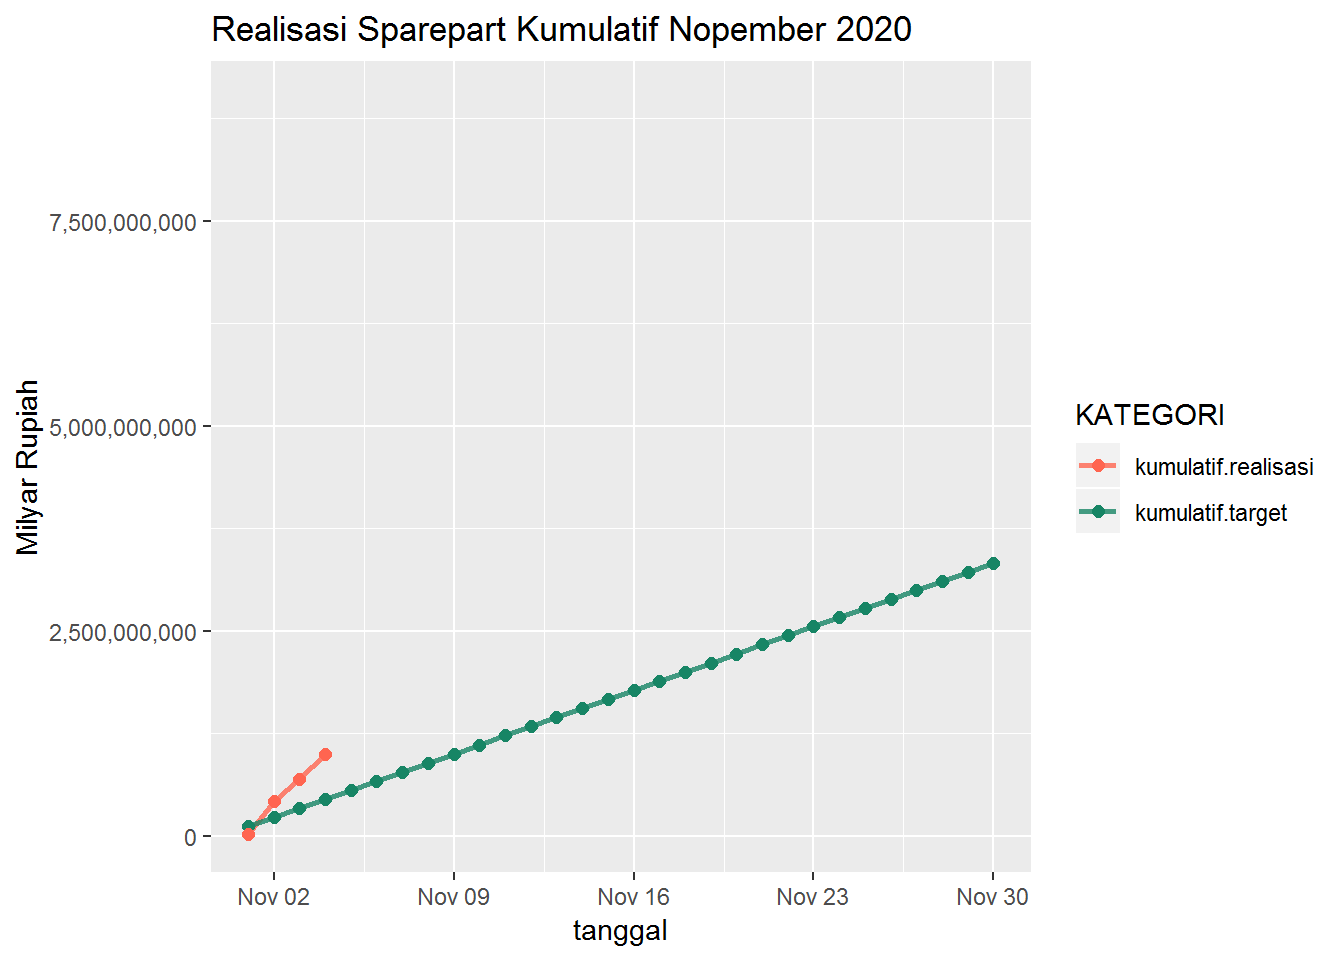 Realisasi Sparepart Kumulatif Nopember 2020
Milyar Rupiah
7,500,000,000
5,000,000,000
2,500,000,000
0
Nov 02
Nov 09
Nov 16
Nov 23
Nov 30
tanggal
KATEGORI
kumulatif.realisasi
kumulatif.target